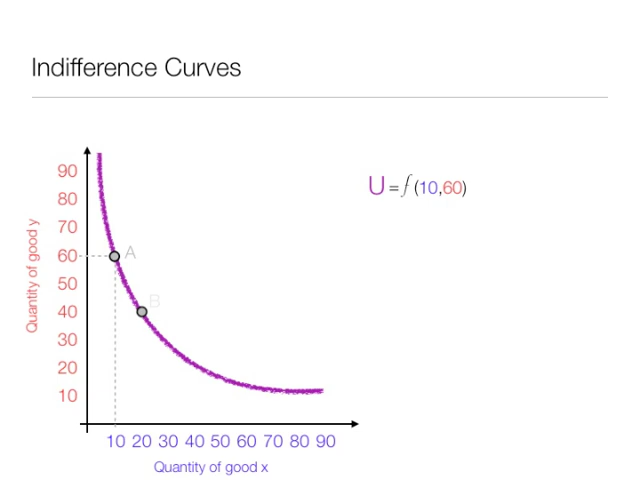 Indifference Curves
90
80
70
60
50
40
30
20
10
Quantity of good y
A
B
U=f(10,60)
10 20 30 40 50 60 70 80 90
Quantity of good x